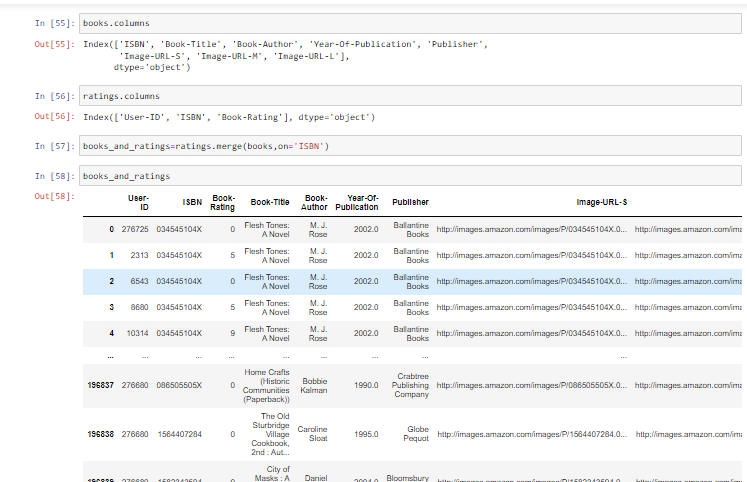 In [55]: books.columns
Out[55]: Index(['ISBN', 'Book-Title', 'Book-Author', 'Year-Of-Publication', 'Publisher',
'Image-URL-S', 'Image-URL-M', 'Image-URL-L'],
dtype='object')
In [56]: ratings.columns
Out[56]: Index(['User-ID', 'ISBN', 'Book-Rating'], dtype='object')
In [57]: books_and_ratings=ratings.merge(books,on='ISBN')
In [58]: books_and_ratings
Out[58]:
User-ID ISBN Book-Rating Book-Title Book-Author Year-Of-Publication Publisher Image-URL-S
0 276725 034545104X 0 Flesh Tones: A Novel M. J. Rose 2002.0 Ballantine Books http://images.amazon.com/images/P/034545104X.0... http://images.amazon.com/ima
1 2313 034545104X 5 Flesh Tones: A Novel M. J. Rose 2002.0 Ballantine Books http://images.amazon.com/images/P/034545104X.0... http://images.amazon.com/ima
2 6543 034545104X 0 Flesh Tones: A Novel M. J. Rose 2002.0 Ballantine Books http://images.amazon.com/images/P/034545104X.0... http://images.amazon.com/ima
3 8680 034545104X 5 Flesh Tones: A Novel M. J. Rose 2002.0 Ballantine Books http://images.amazon.com/images/P/034545104X.0... http://images.amazon.com/ima
4 10314 034545104X 9 Flesh Tones: A Novel M. J. Rose 2002.0 Ballantine Books http://images.amazon.com/images/P/034545104X.0... http://images.amazon.com/ima
... ... ... ... ... ... ... ... ...
196837 276680 086505505X 0 Home Crafts (Historic Communities (Paperback)) Bobbie Kalman 1990.0 Crabtree Publishing Company http://images.amazon.com/images/P/086505505X.0... http://images.amazon.com/ima
196838 276680 1564407284 0 The Old Sturbridge Village Cookbook, 2nd : Aut... Caroline Sloat 1995.0 Globe Pequot http://images.amazon.com/images/P/1564407284.0... http://images.amazon.com/ima
196839 276680 1582343594 0 City of Masks : A Daniel 2004.0 Bloomsbury